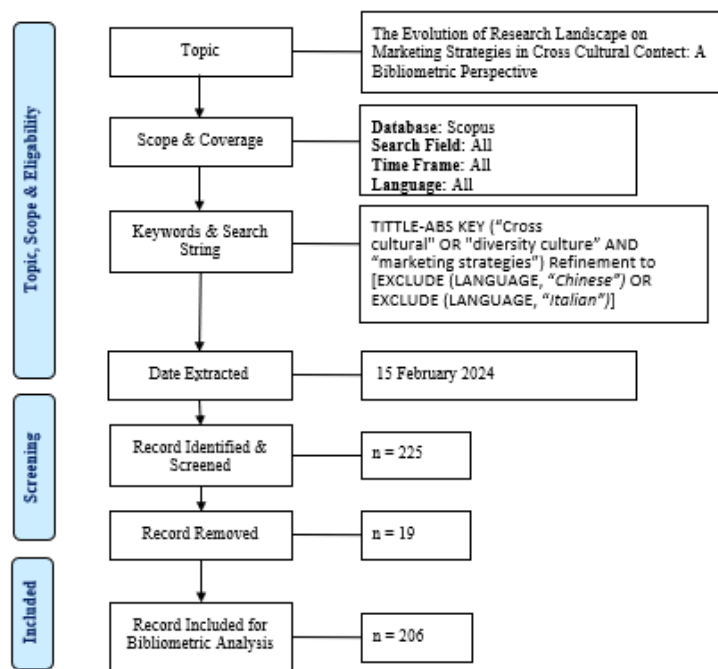 Topic, Scope & Eligability
Topic
The Evolution of Research Landscape on
Marketing Strategies in Cross Cultural Contect: A
Bibliometric Perspective
Scope & Coverage
Database: Scopus
Search Field: All
Time Frame: All
Language: All
Keywords & Search
String
TITTLE-ABS KEY (“Cross
cultural" OR "diversity culture” AND
“marketing strategies”) Refinement to
[EXCLUDE (LANGUAGE, “Chinese”) OR
EXCLUDE (LANGUAGE, “Italian”)]
Date Extracted
15 February 2024
Screening
Record Identified &
Screened
n = 225
Record Removed
n = 19
Included
Record Included for
Bibliometric Analysis
n = 206